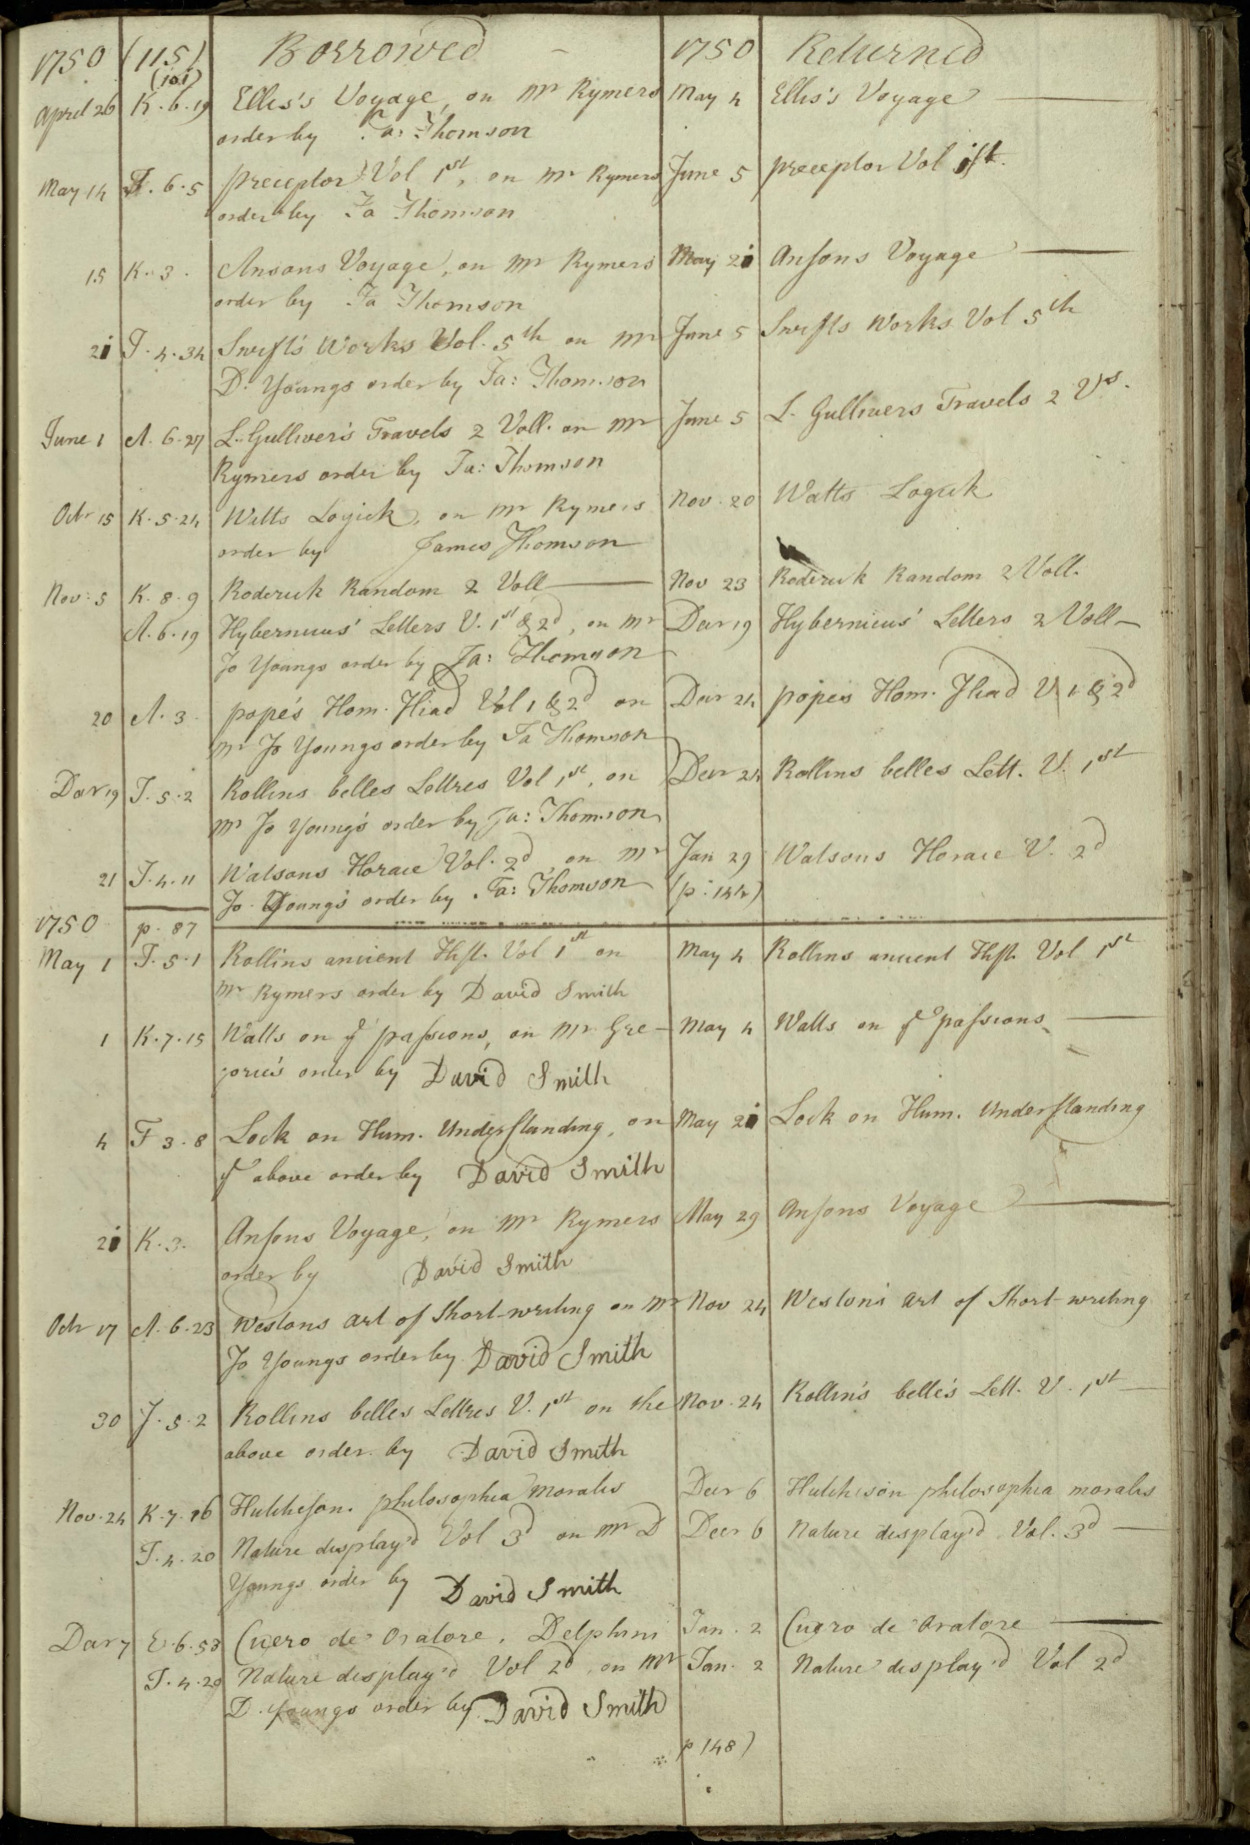 1750 (115) Borrowed 1750 Returned
(101)
April 26 K. 6. 19 Ellis's Voyage, on Mr Rymers May 4 Ellis's Voyage
order by Ja: Thomson
May 14 F. 6. 5 preceptor Vol 1st, on Mr Rymers June 5 preceptor Vol 1st.
order by Ja Thomson
15 K. 3. Ansons Voyage, on Mr Rymers May 21 Ansons Voyage
order by Ja Thomson
21 J. 4. 34 Swift's Works Vol. 5th on Mr June 5 Swifts Works Vol 5th
D. Youngs order by Ja: Thomson
June 1 A. 6. 27 L. Gulliver's Travels 2 Voll. on Mr June 5 L. Gullivers Travels 2 Vs.
Rymers order by Ja: Thomson
Octr 15 K. 5. 24 Watts Logick, on Mr Rymers Nov. 20 Watts Logick
order by James Thomson
Nov: 5 K. 8. 9 Roderick Random 2 Voll Nov 23 Roderick Random 2 Voll.
A. 6. 19 Hybernicus' Letters V. 1st & 2d, on Mr Decr 19 Hybernicus' Letters 2 Voll
Jo Youngs order by Ja: Thomson
20 A. 3. pope's Hom. Iliad Vol 1 & 2d on Decr 24 popes Hom. Iliad V 1 & 2d
Mr Jo Youngs order by Ja Thomson
Decr 19 J. 5. 2 Rollins belles Lettres Vol 1st, on Decr 24 Rollins belles Lett. V. 1st
Mr Jo Young's order by Ja: Thomson
21 J. 4. 11 Watsons Horace Vol. 2d, on Mr Jan 29 Watsons Horace V. 2d
Jo. Young's order by Ja: Thomson (p. 144)
1750 p. 87
May 1 J. 5. 1 Rollins ancient Hist. Vol 1st on May 4 Rollins ancient Hist. Vol 1st
Mr Rymers order by David Smith
1 K. 7. 15 Watts on ye passions, on Mr Gre- May 4 Watts on ye passions
gories order by David Smith
4 F 3. 8 Lock on Hum. Understanding, on May 21 Lock on Hum. Understanding
ye above order by David Smith
21 K. 3. Ansons Voyage, on Mr Rymers May 29 Ansons Voyage
order by David Smith
Octr 17 A. 6. 23 Westons art of Short-writing on Mr Nov 24 Weston's art of Short-writing
Jo Youngs order by David Smith
30 J. 5. 2 Rollins belles Lettres V. 1st on the Nov. 24 Rollin's belle's Lett. V. 1st
above order by David Smith
Nov. 24 K. 7. 16 Hutcheson. philosophia moralis Decr 6 Hutchison philosophia moralis
J. 4. 20 Nature display'd Vol 3d on Mr D Decr 6 Nature display'd Vol. 3d
Youngs order by David Smith
Decr 7 E. 6. 53 Cicero de Oratore, Delphini Jan. 2 Cicero de Oratore
J. 4. 20 Nature display'd Vol 2d, on Mr Jan. 2 Nature display'd Vol 2d
D. Youngs order by David Smith
p 148)